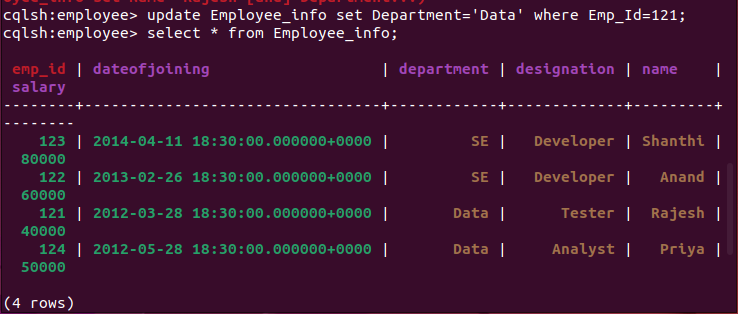 cqlsh:employee> update Employee_info set Department='Data' where Emp_Id=121;
cqlsh:employee> select * from Employee_info;
emp_id | dateofjoining | department | designation | name |
salary
--------+---------------------------------+------------+-------------+---------+
--------
123 | 2014-04-11 18:30:00.000000+0000 | SE | Developer | Shanthi |
80000
122 | 2013-02-26 18:30:00.000000+0000 | SE | Developer | Anand |
60000
121 | 2012-03-28 18:30:00.000000+0000 | Data | Tester | Rajesh |
40000
124 | 2012-05-28 18:30:00.000000+0000 | Data | Analyst | Priya |
50000
(4 rows)